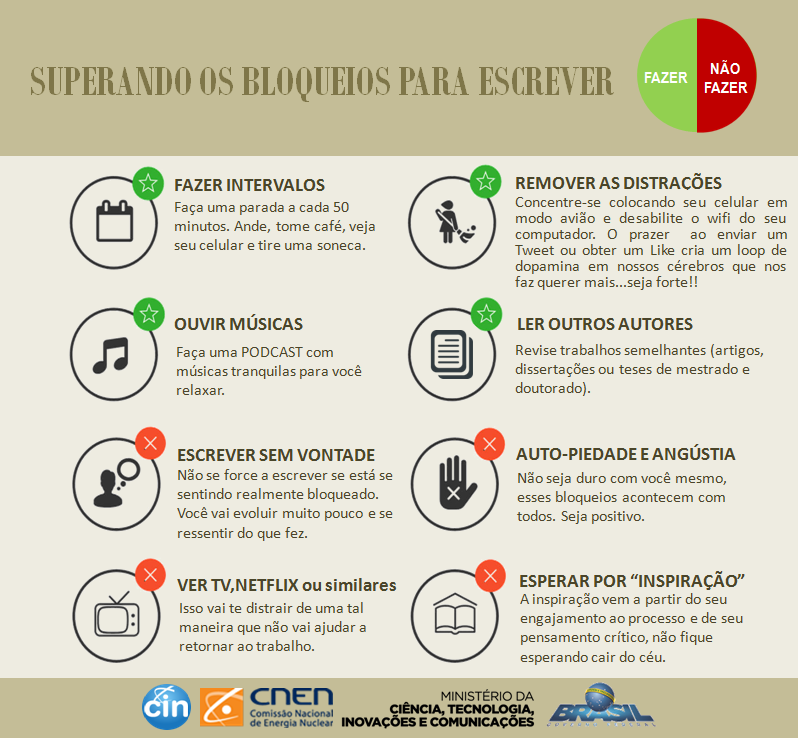 SUPERANDO OS BLOQUEIOS PARA ESCREVER
FAZER
NÃO
FAZER
FAZER INTERVALOS
Faça uma parada a cada 50
minutos. Ande, tome café, veja
seu celular e tire uma soneca.
REMOVER AS DISTRAÇÕES
Concentre-se colocando seu celular em
modo avião e desabilite o wifi do seu
computador. O prazer ao enviar um
Tweet ou obter um Like cria um loop de
dopamina em nossos cérebros que nos
faz querer mais...seja forte!!
OUVIR MÚSICAS
Faça uma PODCAST com
músicas tranquilas para você
relaxar.
LER OUTROS AUTORES
Revise trabalhos semelhantes (artigos,
dissertações ou teses de mestrado e
doutorado).
ESCREVER SEM VONTADE
Não se force a escrever se está se
sentindo realmente bloqueado.
Você vai evoluir muito pouco e se
ressentir do que fez.
AUTO-PIEDADE E ANGÚSTIA
Não seja duro com você mesmo,
esses bloqueios acontecem com
todos. Seja positivo.
VER TV,NETFLIX ou similares
Isso vai te distrair de uma tal
maneira que não vai ajudar a
retornar ao trabalho.
ESPERAR POR “INSPIRAÇÃO”
A inspiração vem a partir do seu
engajamento ao processo e de seu
pensamento crítico, não fique
esperando cair do céu.
cin
CNEN
Comissão Nacional
de Energia Nuclear
MINISTÉRIO DA
CIÊNCIA, TECNOLOGIA,
INOVAÇÕES E COMUNICAÇÕES
BRASIL